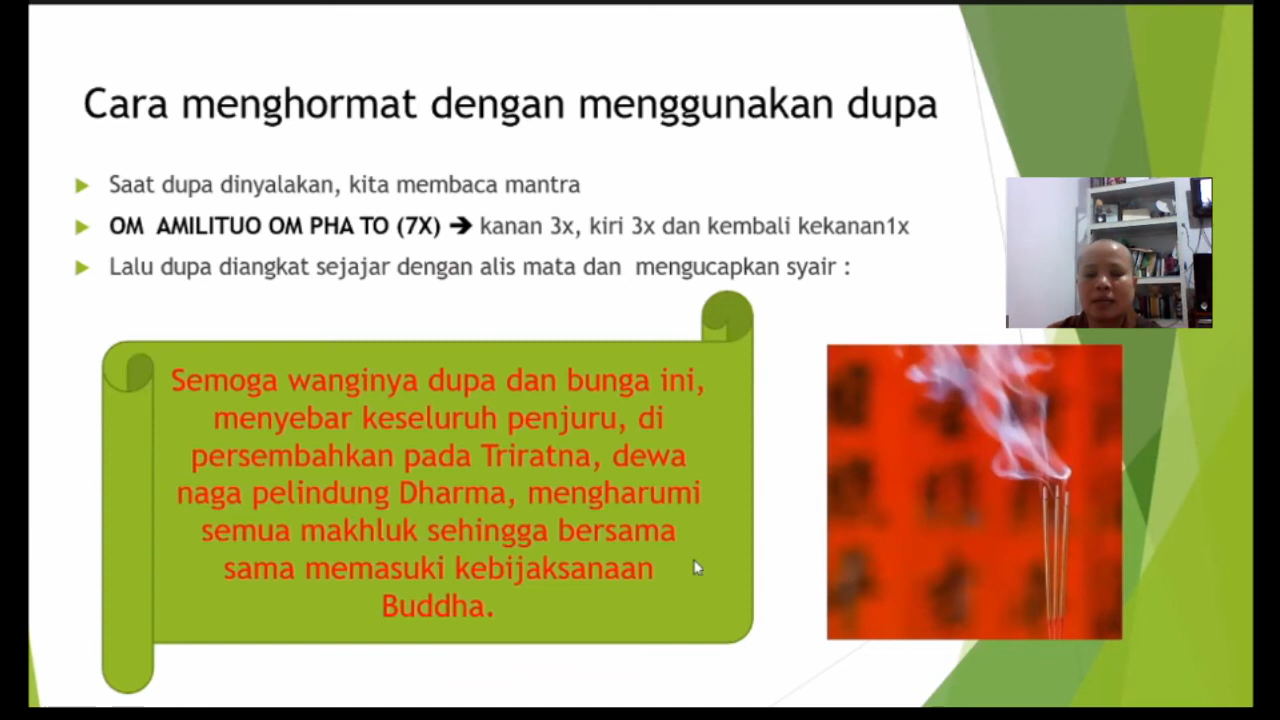 Cara menghormat dengan menggunakan dupa
Saat dupa dinyalakan, kita membaca mantra
OM AMILITUO OM PHA TO (7X) ➔ kanan 3x, kiri 3x dan kembali kekanan1x
Lalu dupa diangkat sejajar dengan alis mata dan mengucapkan syair :
Semoga wanginya dupa dan bunga ini,
menyebar keseluruh penjuru, di
persembahkan pada Triratna, dewa
naga pelindung Dharma, mengharumi
semua makhluk sehingga bersama
sama memasuki kebijaksanaan
Buddha.